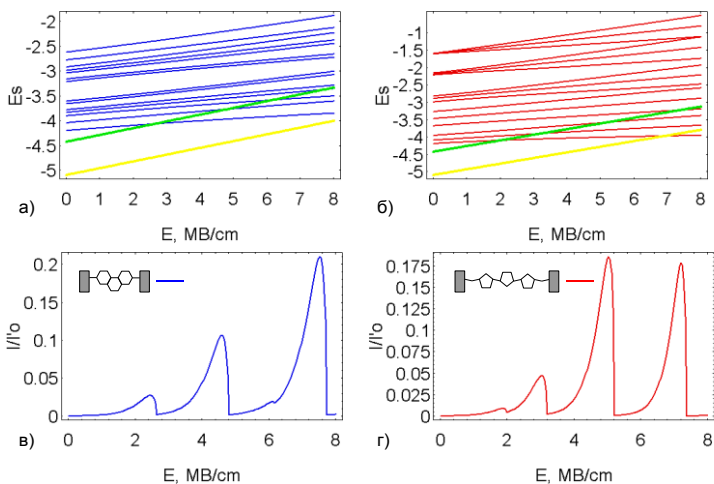 -2
-2.5
-3
-3.5
-4
-4.5
-5
Es
0 1 2 3 4 5 6 7 8
E, MB/cm
а)
-1
-1.5
-2
-2.5
-3
-3.5
-4
-4.5
-5
Es
0 1 2 3 4 5 6 7 8
E, MB/cm
б)
0.2
0.15
0.1
0.05
0
I/I'o
0 2 4 6 8
E, MB/cm
в)
0.175
0.15
0.125
0.1
0.075
0.05
0.025
0
I/I'o
0 2 4 6 8
E, MB/cm
г)